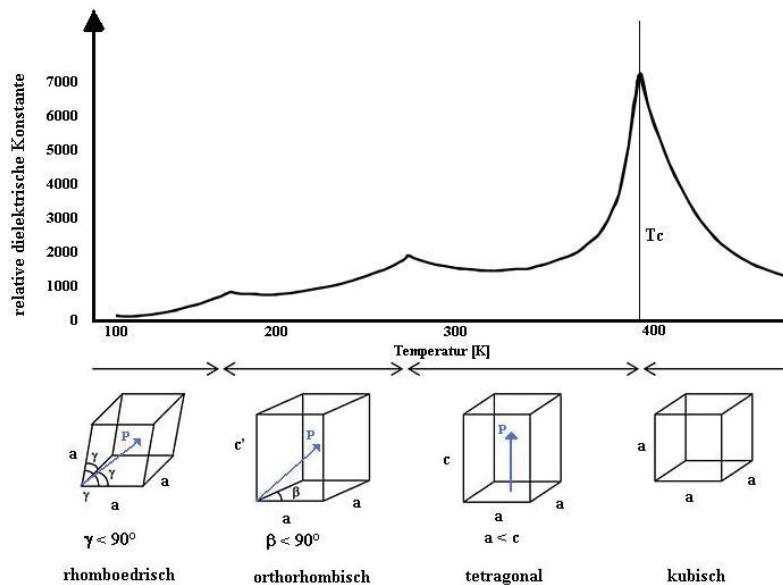 relative dielektrische Konstante
7000
6000
5000
4000
3000
2000
1000
0
Tc
100 200 300 400
Temperatur [K]
a γ γ γ P a a
c' P β a a
c P a a
a a a
γ < 90°
β < 90°
a < c
rhomboedrisch orthorhombisch tetragonal kubisch